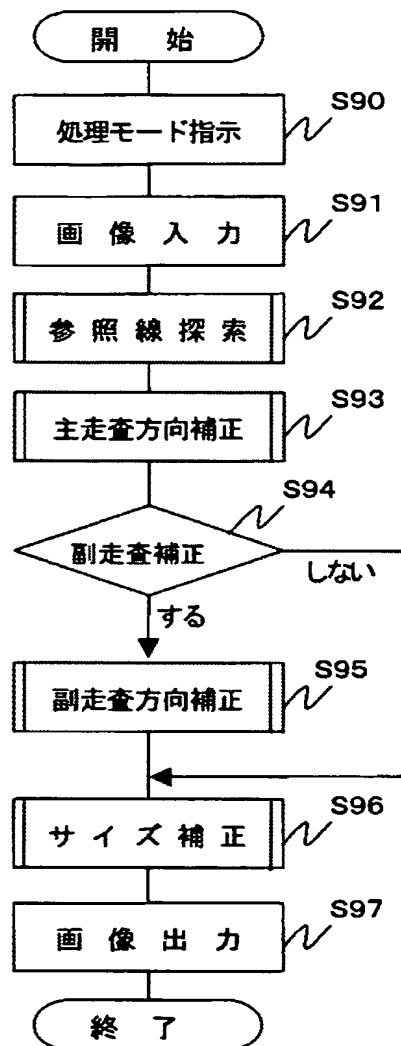 開始
S90
処理モード指示
S91
画像入力
S92
参照線探索
S93
主走査方向補正
S94
副走査補正
しない
する
S95
副走査方向補正
S96
サイズ補正
S97
画像出力
終了